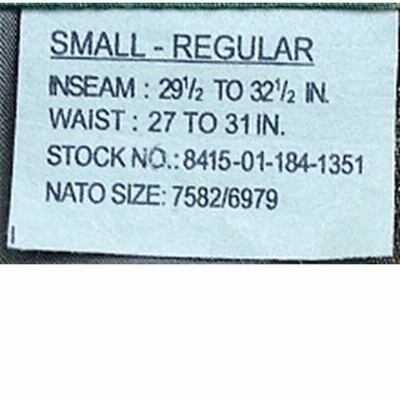 SMALL - REGULAR
INSEAM : 29½ TO 32½ IN.
WAIST : 27 TO 31 IN.
STOCK NO.: 8415-01-184-1351
NATO SIZE: 7582/6979